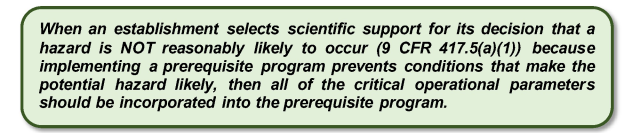 When an establishment selects scientific support for its decision that a
hazard is NOT reasonably likely to occur (9 CFR 417.5(a)(1)) because
implementing a prerequisite program prevents conditions that make the
potential hazard likely, then all of the critical operational parameters
should be incorporated into the prerequisite program.